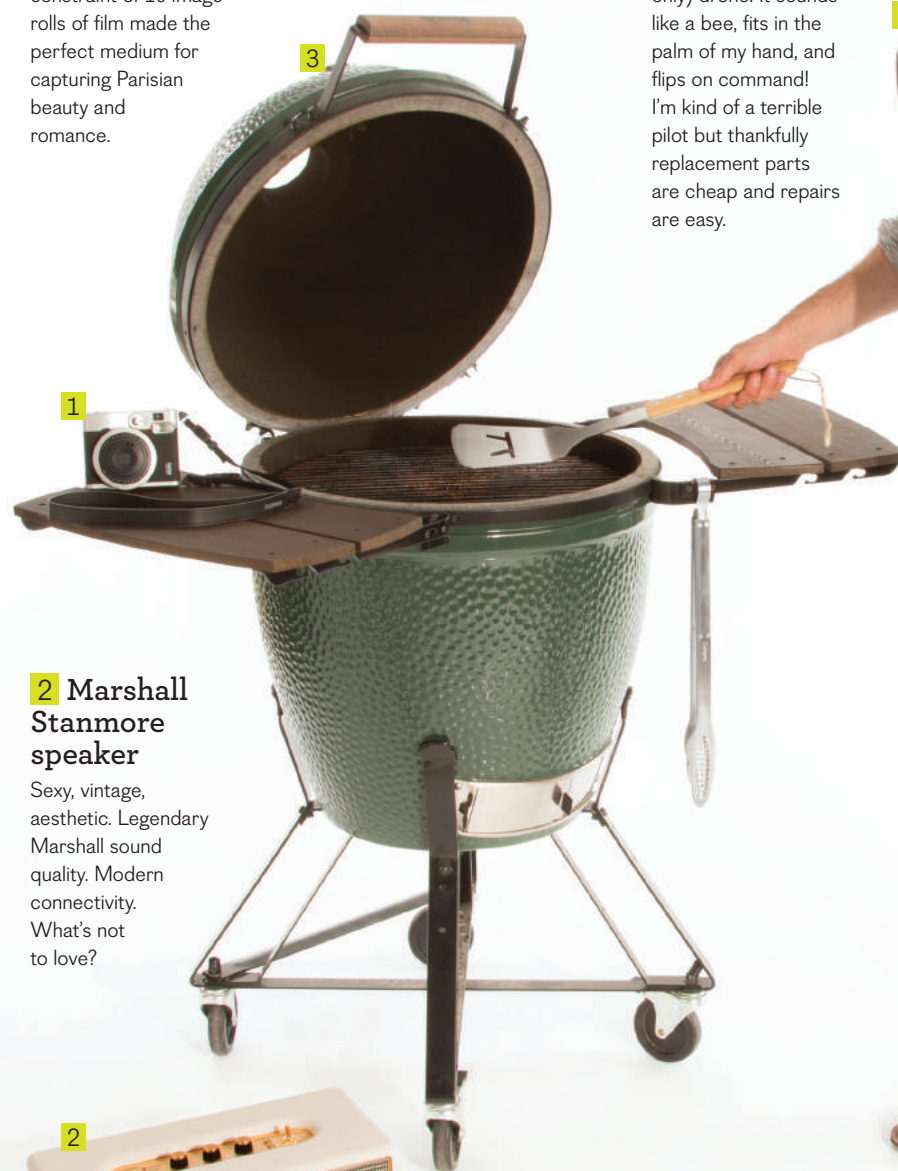 rolls of film made the
perfect medium for
capturing Parisian
beauty and
romance.
3
like a bee, fits in the
palm of my hand, and
flips on command!
I'm kind of a terrible
pilot but thankfully
replacement parts
are cheap and repairs
are easy.
1
2 Marshall
Stanmore
speaker
Sexy, vintage,
aesthetic. Legendary
Marshall sound
quality. Modern
connectivity.
What's not
to love?
2